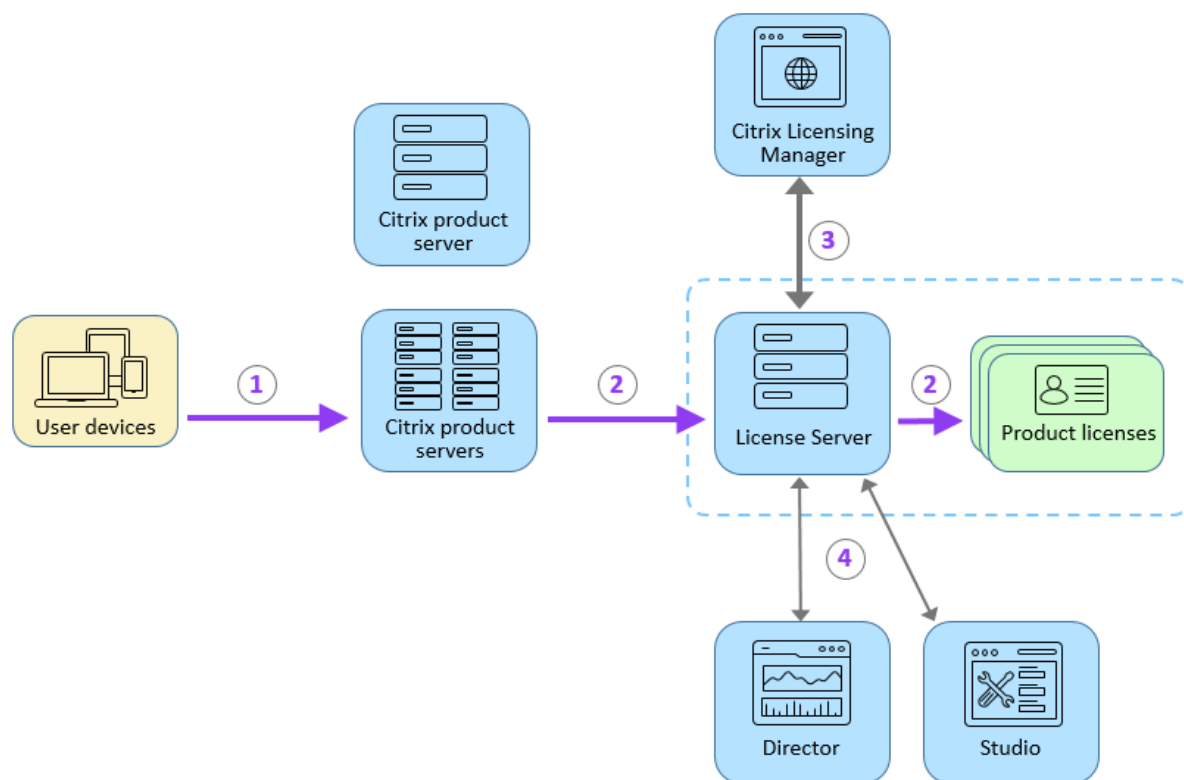 Citrix Licensing
Manager
Citrix product
server
3
User devices
1
Citrix product
servers
2
License Server
2
Product licenses
4
Director
Studio